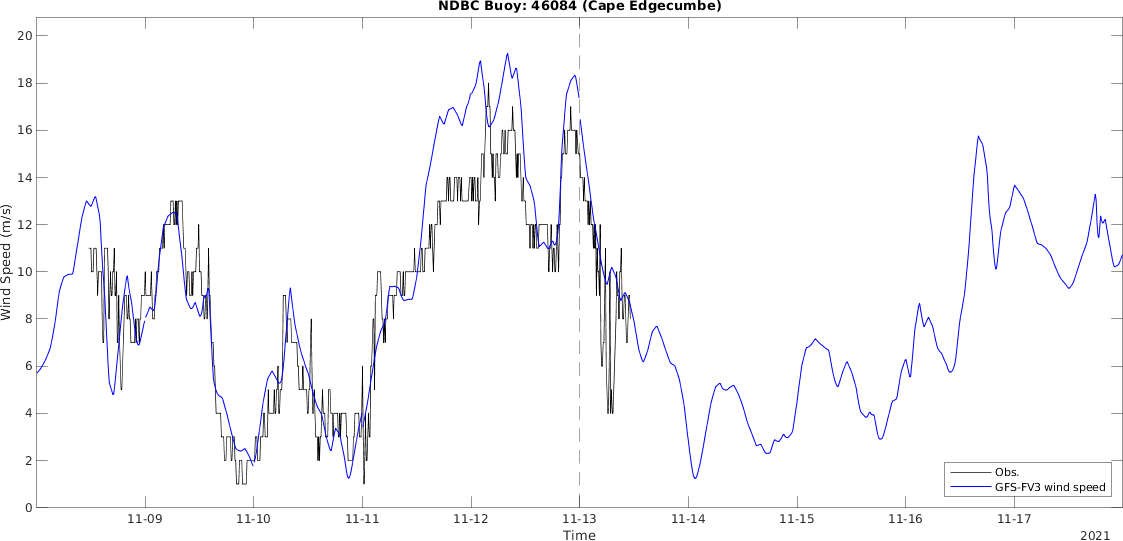 NDBC Buoy: 46084 (Cape Edgecumbe)
20
18
16
14
12
10
8
6
4
2
0
Wind Speed (m/s)
Obs.
GFS-FV3 wind speed
11-09 11-10 11-11 11-12 11-13 11-14 11-15 11-16 11-17
Time
2021